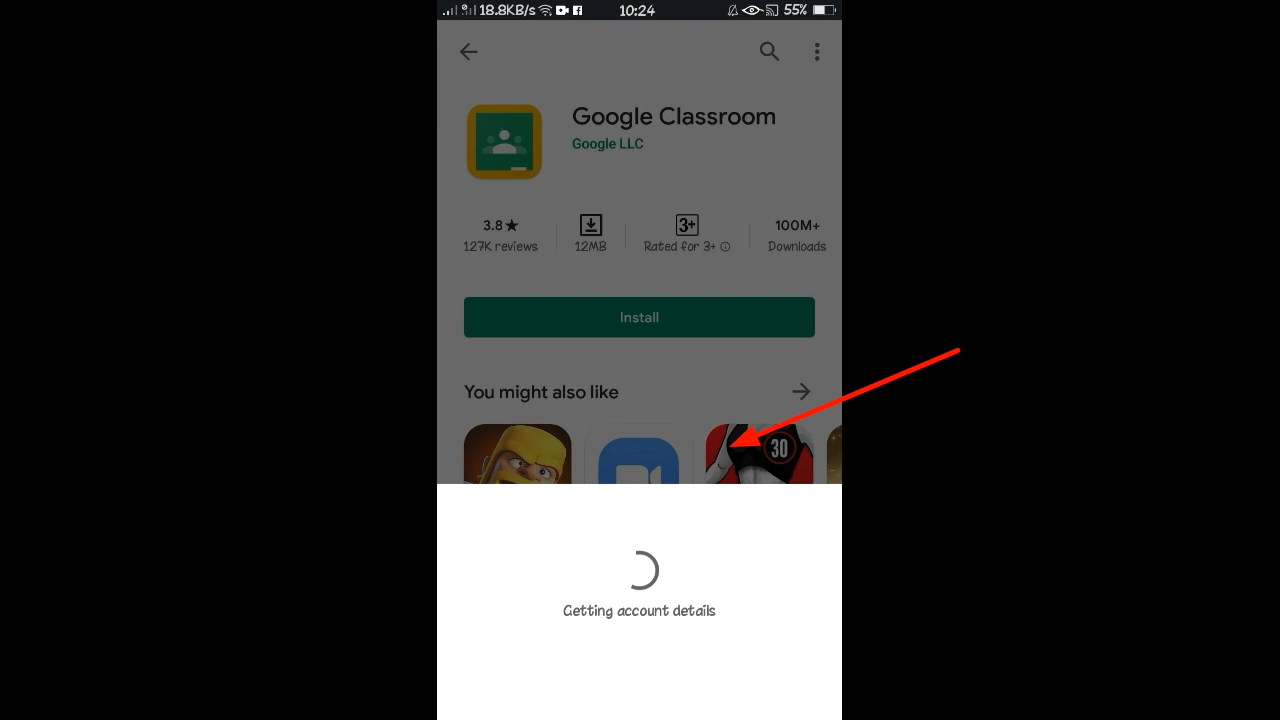 18.8KB/s 10:24 55%
Google Classroom
Google LLC
3.8★ 3+ 100M+
127K reviews 12MB Rated for 3+ Downloads
Install
You might also like
30
Getting account details